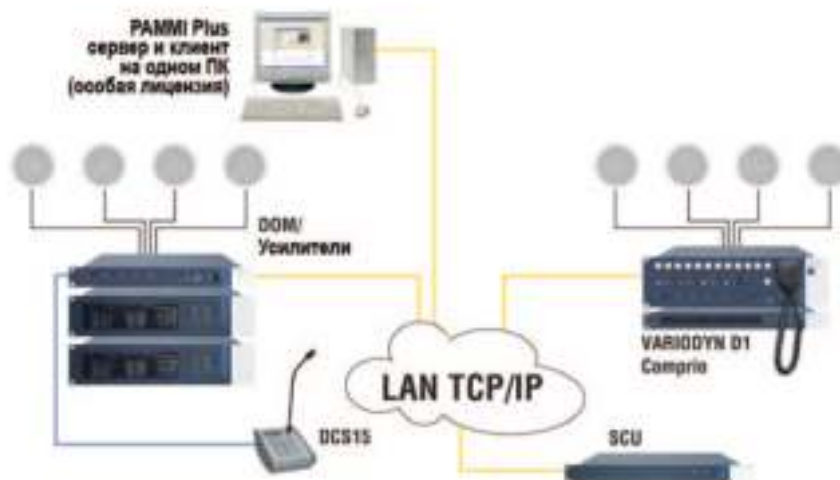 PAMMI Plus
сервер и клиент
на одном ПК
(особая лицензия)
DOM/
Усилители
VARIODYN D1
Comprio
LAN TCP/IP
DCS15
SCU